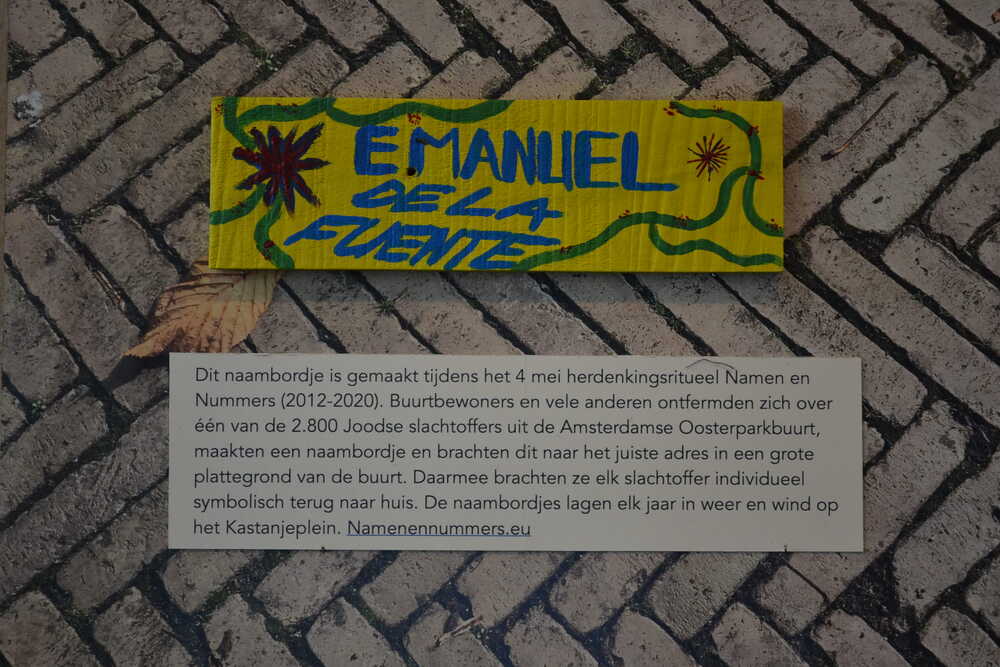 EMANUEL
DE LA
FUENTE
Dit naambordje is gemaakt tijdens het 4 mei herdenkingsritueel Namen en
Nummers (2012-2020). Buurtbewoners en vele anderen ontfermden zich over
één van de 2.800 Joodse slachtoffers uit de Amsterdamse Oosterparkbuurt,
maakten een naambordje en brachten dit naar het juiste adres in een grote
plattegrond van de buurt. Daarmee brachten ze elk slachtoffer individueel
symbolisch terug naar huis. De naambordjes lagen elk jaar in weer en wind op
het Kastanjeplein. Namenennummers.eu